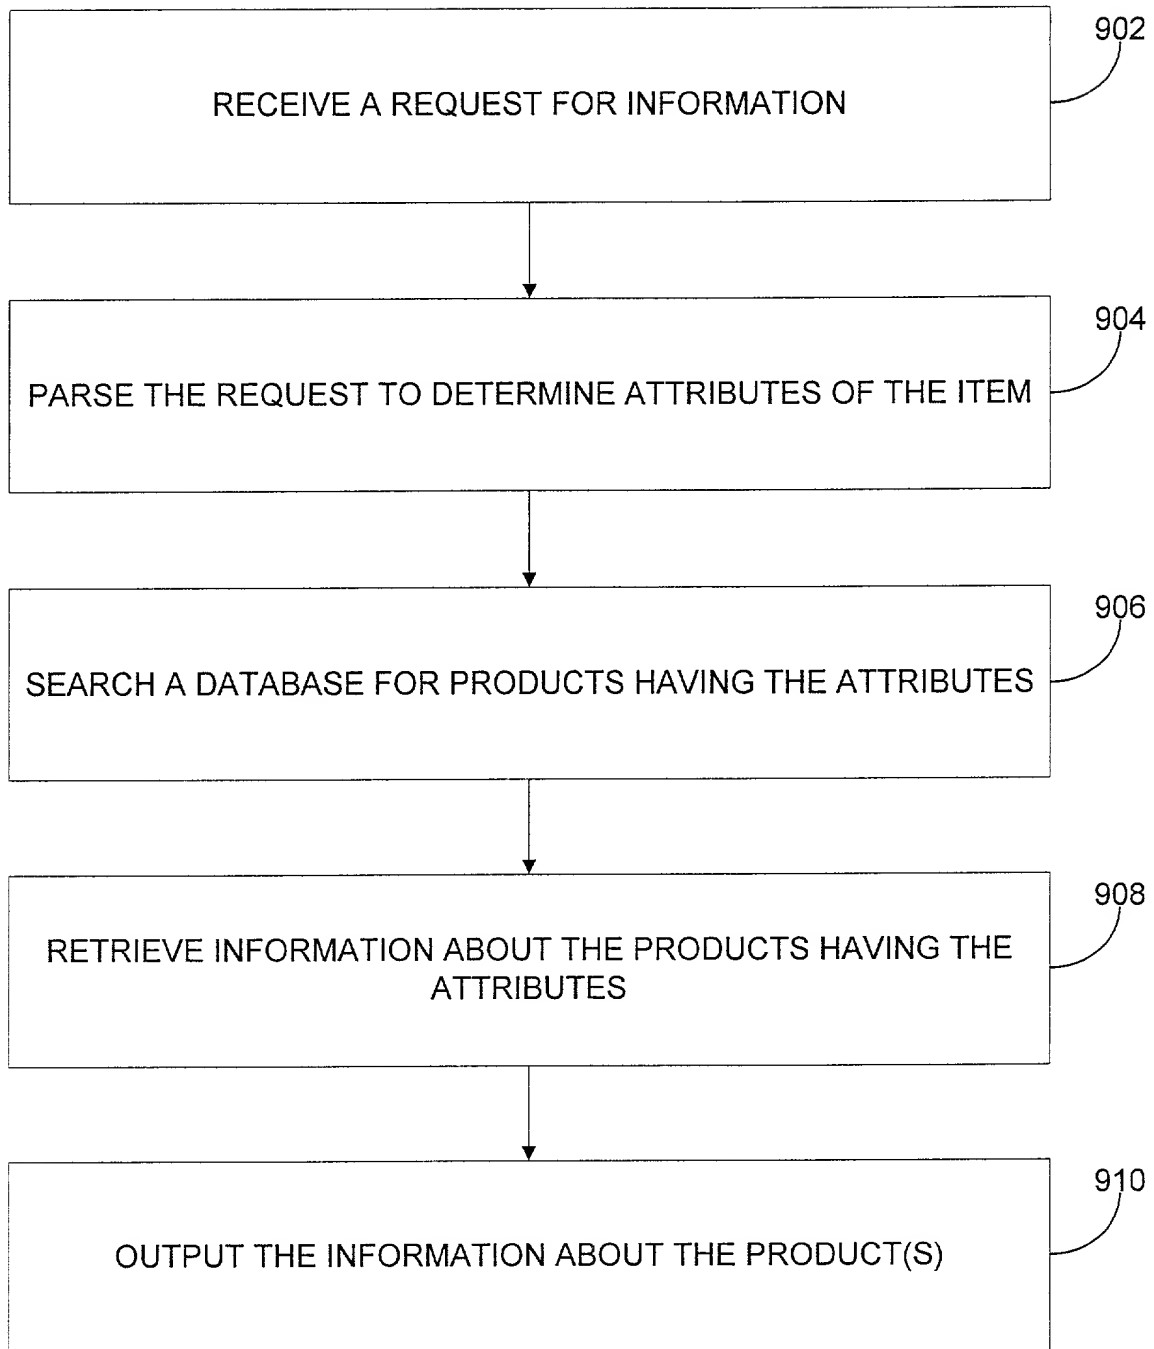 902
RECEIVE A REQUEST FOR INFORMATION
904
PARSE THE REQUEST TO DETERMINE ATTRIBUTES OF THE ITEM
906
SEARCH A DATABASE FOR PRODUCTS HAVING THE ATTRIBUTES
908
RETRIEVE INFORMATION ABOUT THE PRODUCTS HAVING THE
ATTRIBUTES
910
OUTPUT THE INFORMATION ABOUT THE PRODUCT(S)